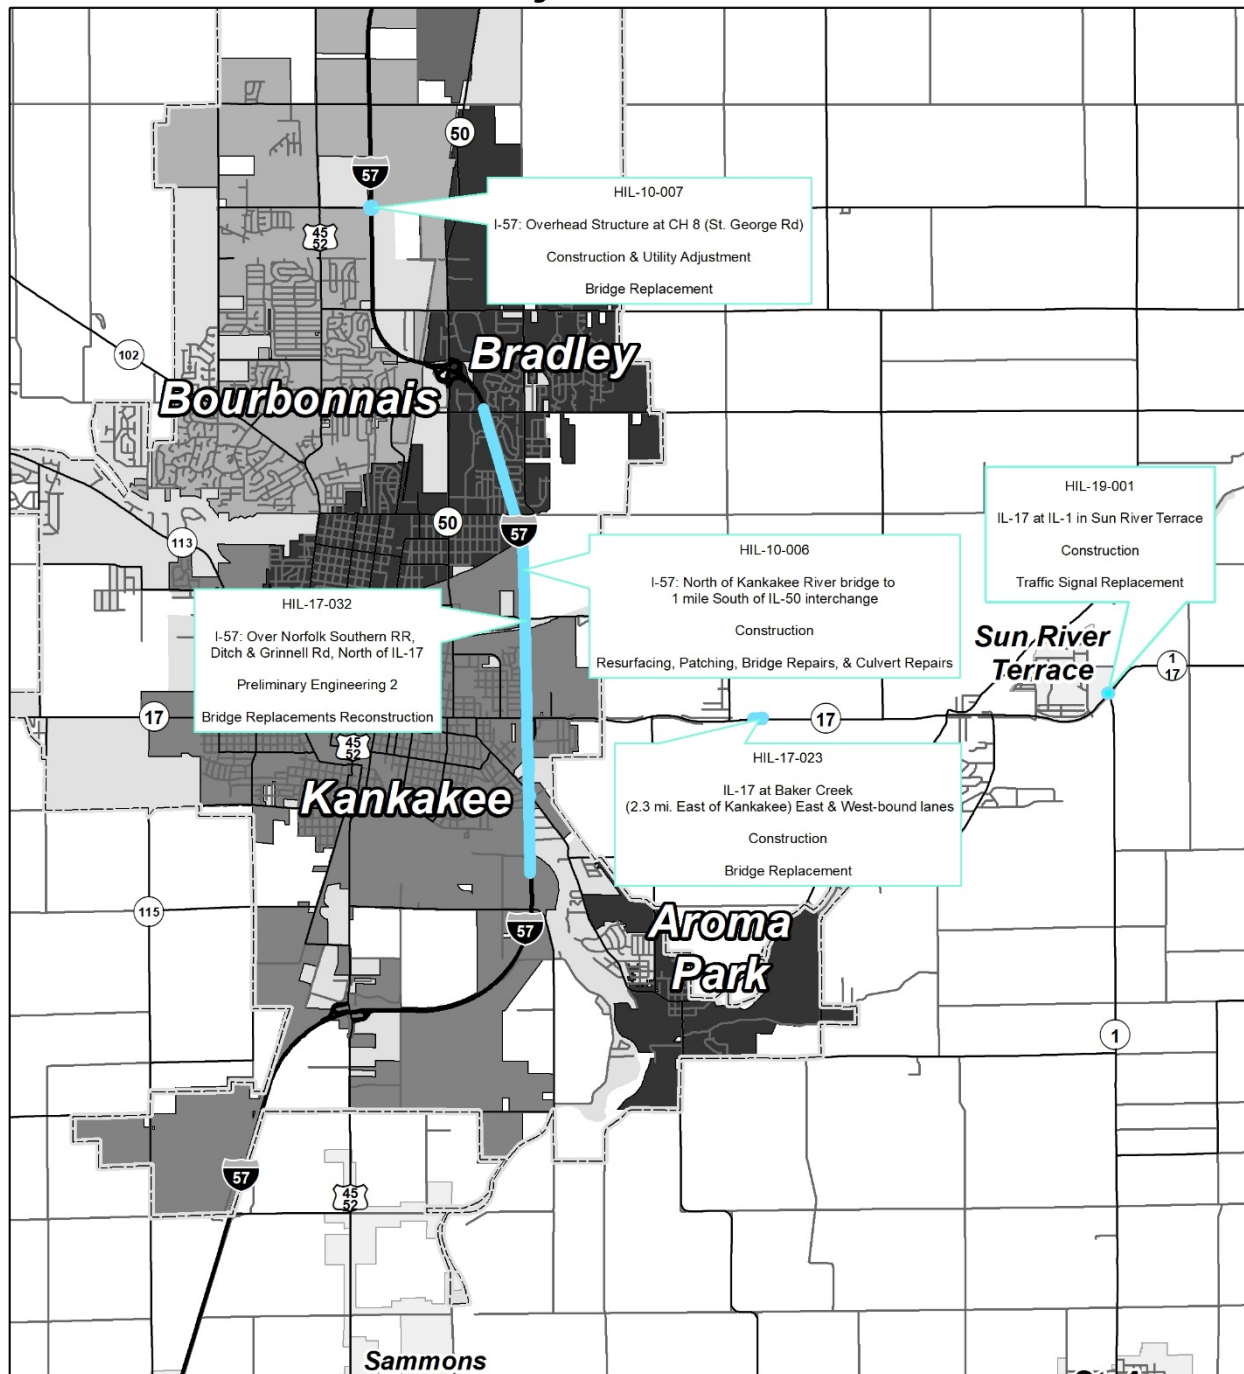 50
57
HIL-10-007
I-57: Overhead Structure at CH 8 (St. George Rd)
Construction & Utility Adjustment
Bridge Replacement
45
52
102
Bradley
Bourbonnais
50
57
113
HIL-19-001
IL-17 at IL-1 in Sun River Terrace
Construction
Traffic Signal Replacement
HIL-10-006
I-57: North of Kankakee River bridge to
1 mile South of IL-50 interchange
Construction
Resurfacing, Patching, Bridge Repairs, & Culvert Repairs
HIL-17-032
I-57: Over Norfolk Southern RR,
Ditch & Grinnell Rd, North of IL-17
Preliminary Engineering 2
Bridge Replacements Reconstruction
Sun River
Terrace
1
17
17
17
45
52
HIL-17-023
IL-17 at Baker Creek
(2.3 mi. East of Kankakee) East & West-bound lanes
Construction
Bridge Replacement
Kankakee
115
57
Aroma
Park
1
57
45
52
Sammons